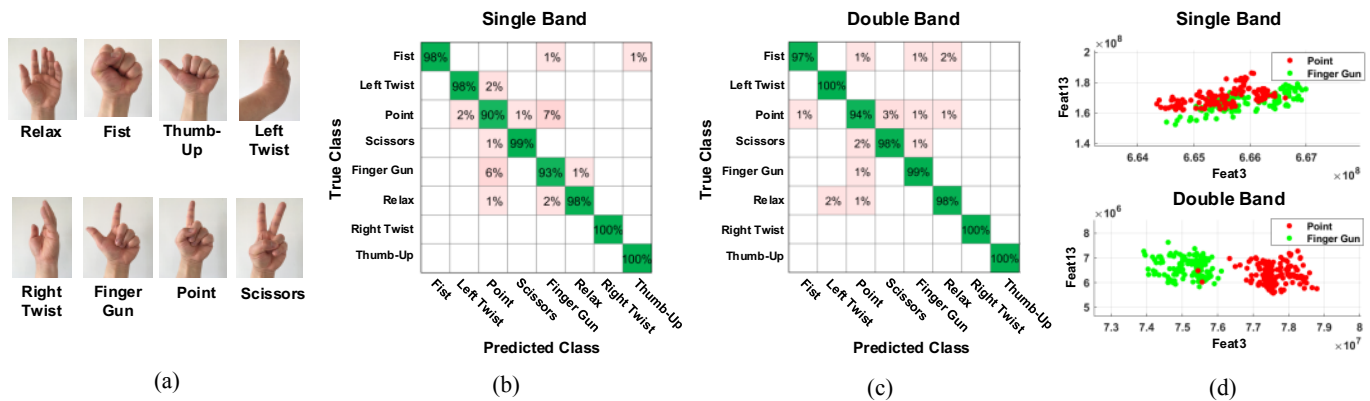 Relax
Fist
Thumb-
Up
Left
Twist
Right
Twist
Finger
Gun
Point
Scissors
(a)
Single Band
True Class
Fist
98% 1% 1%
Left Twist
98% 2%
Point
2% 90% 1% 7%
Scissors
1% 99%
Finger Gun
6% 93% 1%
Relax
1% 2% 98%
Right Twist
100%
Thumb-Up
100%
Fist
Left Twist
Point
Scissors
Finger Gun
Relax
Right Twist
Thumb-Up
Predicted Class
(b)
Double Band
True Class
Fist
97% 1% 1% 2%
Left Twist
100%
Point
1% 94% 3% 1% 1%
Scissors
2% 98% 1%
Finger Gun
1% 99%
Relax
2% 1% 98%
Right Twist
100%
Thumb-Up
100%
Fist
Left Twist
Point
Scissors
Finger Gun
Relax
Right Twist
Thumb-Up
Predicted Class
(c)
Single Band
×10⁸
Point
Finger Gun
Feat13
2
1.8
1.6
1.4
6.64 6.65 6.66 6.67
Feat3
×10⁸
Double Band
×10⁶
Point
Finger Gun
Feat13
8
7
6
5
7.3 7.4 7.5 7.6 7.7 7.8 7.9 8
Feat3
×10⁷
(d)